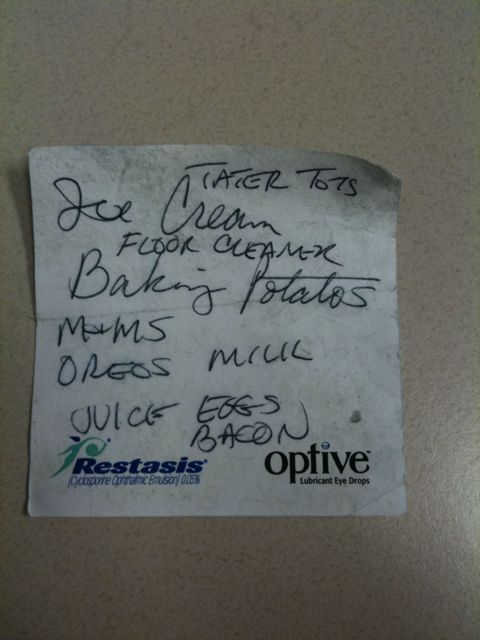 TATER TOTS
Ice Cream
FLOOR CLEANER
Baking Potatos
M+MS
OREOS MILK
JUICE EGGS
BACON
Restasis®
(Cyclosporine Ophthalmic Emulsion) 0.05%
optive™
Lubricant Eye Drops